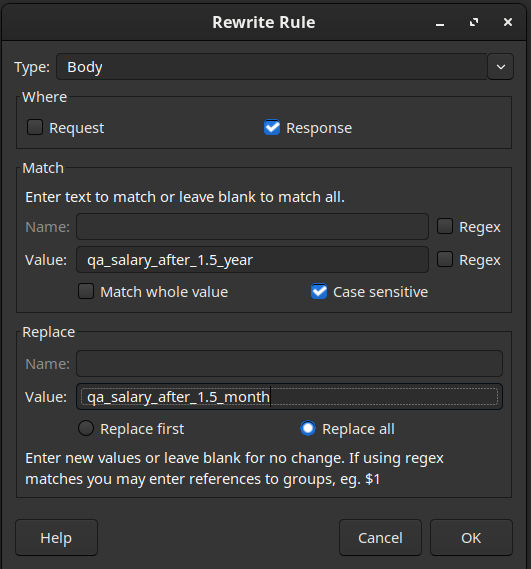 Rewrite Rule
Type: Body
Where
Request Response
Match
Enter text to match or leave blank to match all.
Name: Regex
Value: qa_salary_after_1.5_year Regex
Match whole value Case sensitive
Replace
Name:
Value: qa_salary_after_1.5_month
Replace first Replace all
Enter new values or leave blank for no change. If using regex
matches you may enter references to groups, eg. $1
Help Cancel OK